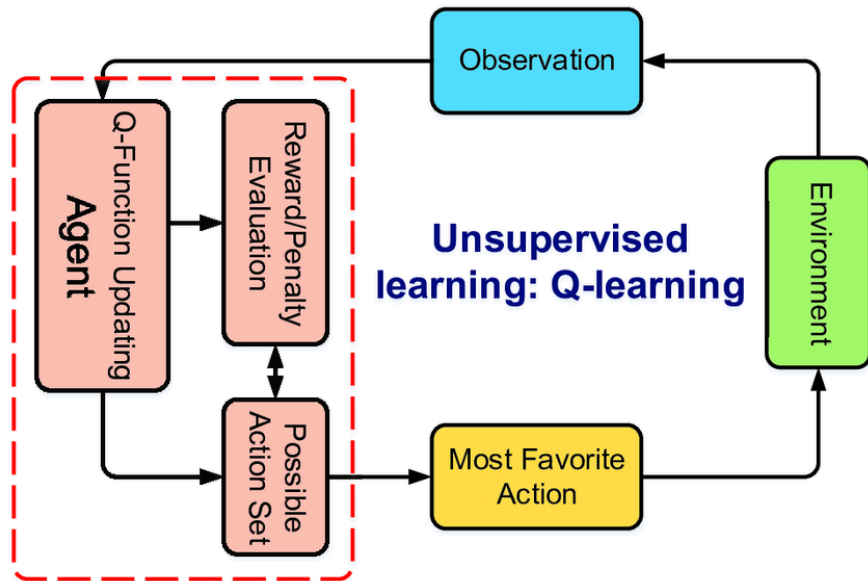 Observation
Q-Function Updating
Agent
Reward/Penalty
Evaluation
Environment
Unsupervised
learning: Q-learning
Possible
Action Set
Most Favorite
Action